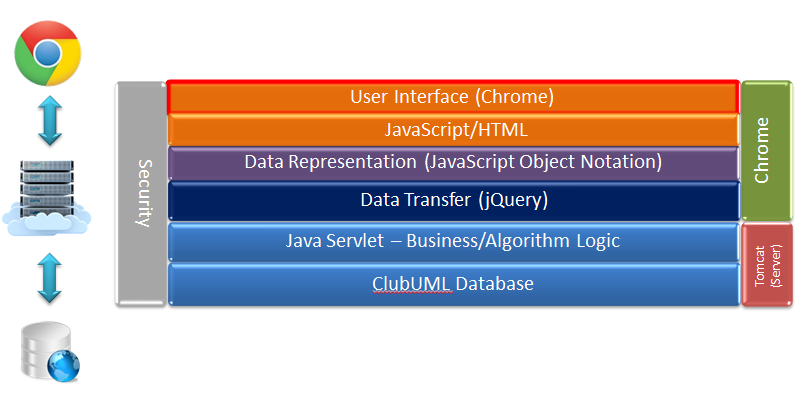 User Interface (Chrome)
JavaScript/HTML
Data Representation (JavaScript Object Notation)
Data Transfer (jQuery)
Java Servlet – Business/Algorithm Logic
ClubUML Database
Security
Chrome
Tomcat
(Server)